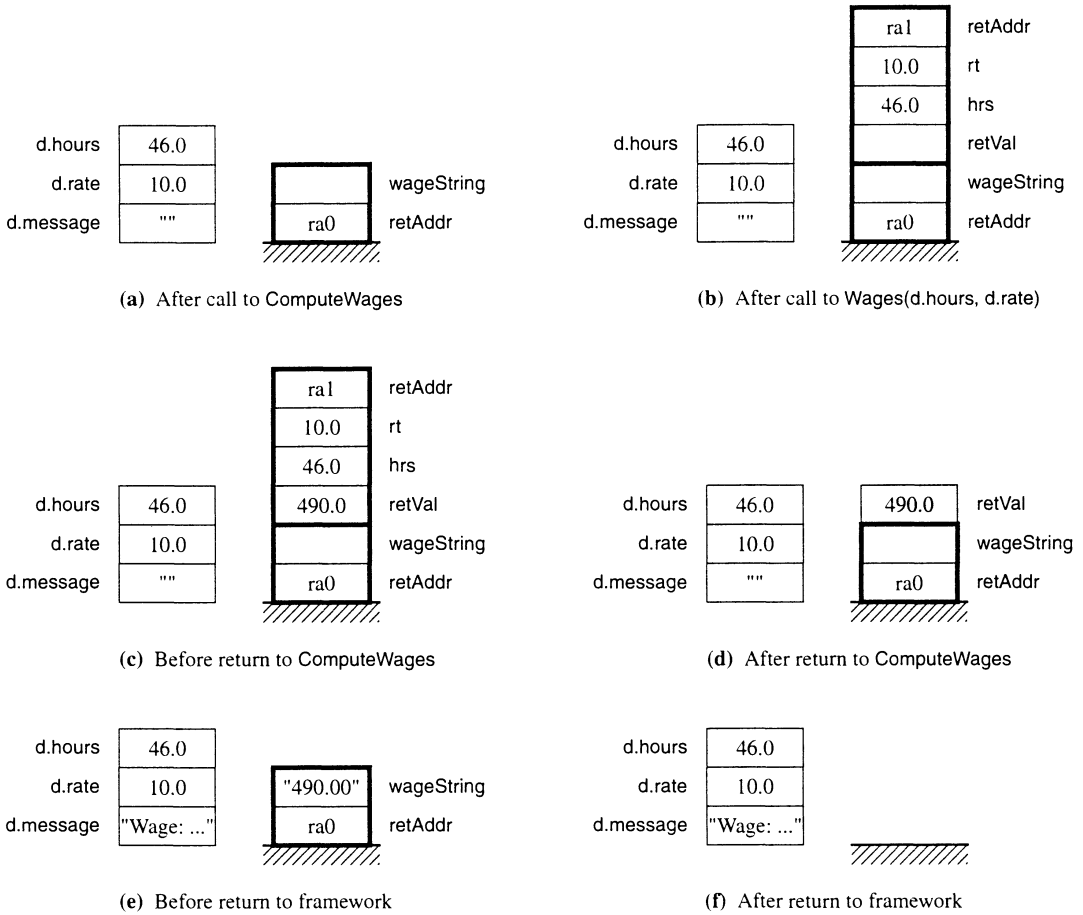 ra1 retAddr
10.0 rt
46.0 hrs
d.hours 46.0
d.rate 10.0 wageString
d.message "" ra0 retAddr
d.hours 46.0 retVal
d.rate 10.0 wageString
d.message "" ra0 retAddr
(a) After call to ComputeWages
(b) After call to Wages(d.hours, d.rate)
ra1 retAddr
10.0 rt
46.0 hrs
d.hours 46.0 490.0 retVal
d.rate 10.0 wageString
d.message "" ra0 retAddr
d.hours 46.0 490.0 retVal
d.rate 10.0 wageString
d.message "" ra0 retAddr
(c) Before return to ComputeWages
(d) After return to ComputeWages
d.hours 46.0
d.rate 10.0 "490.00" wageString
d.message "Wage: ..." ra0 retAddr
d.hours 46.0
d.rate 10.0
d.message "Wage: ..."
(e) Before return to framework
(f) After return to framework